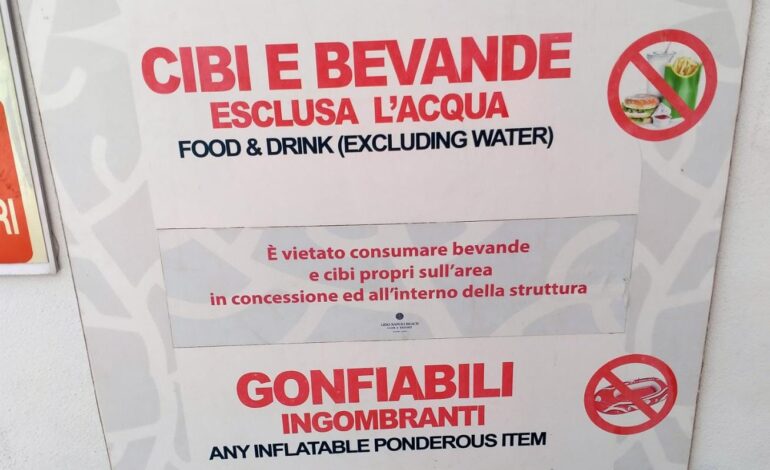 CIBI E BEVANDE
ESCLUSA L'ACQUA
FOOD & DRINK (EXCLUDING WATER)
È vietato consumare bevande
e cibi propri sull'area
in concessione ed all'interno della struttura
RI
GONFIABILI
INGOMBRANTI
ANY INFLATABLE PONDEROUS ITEM